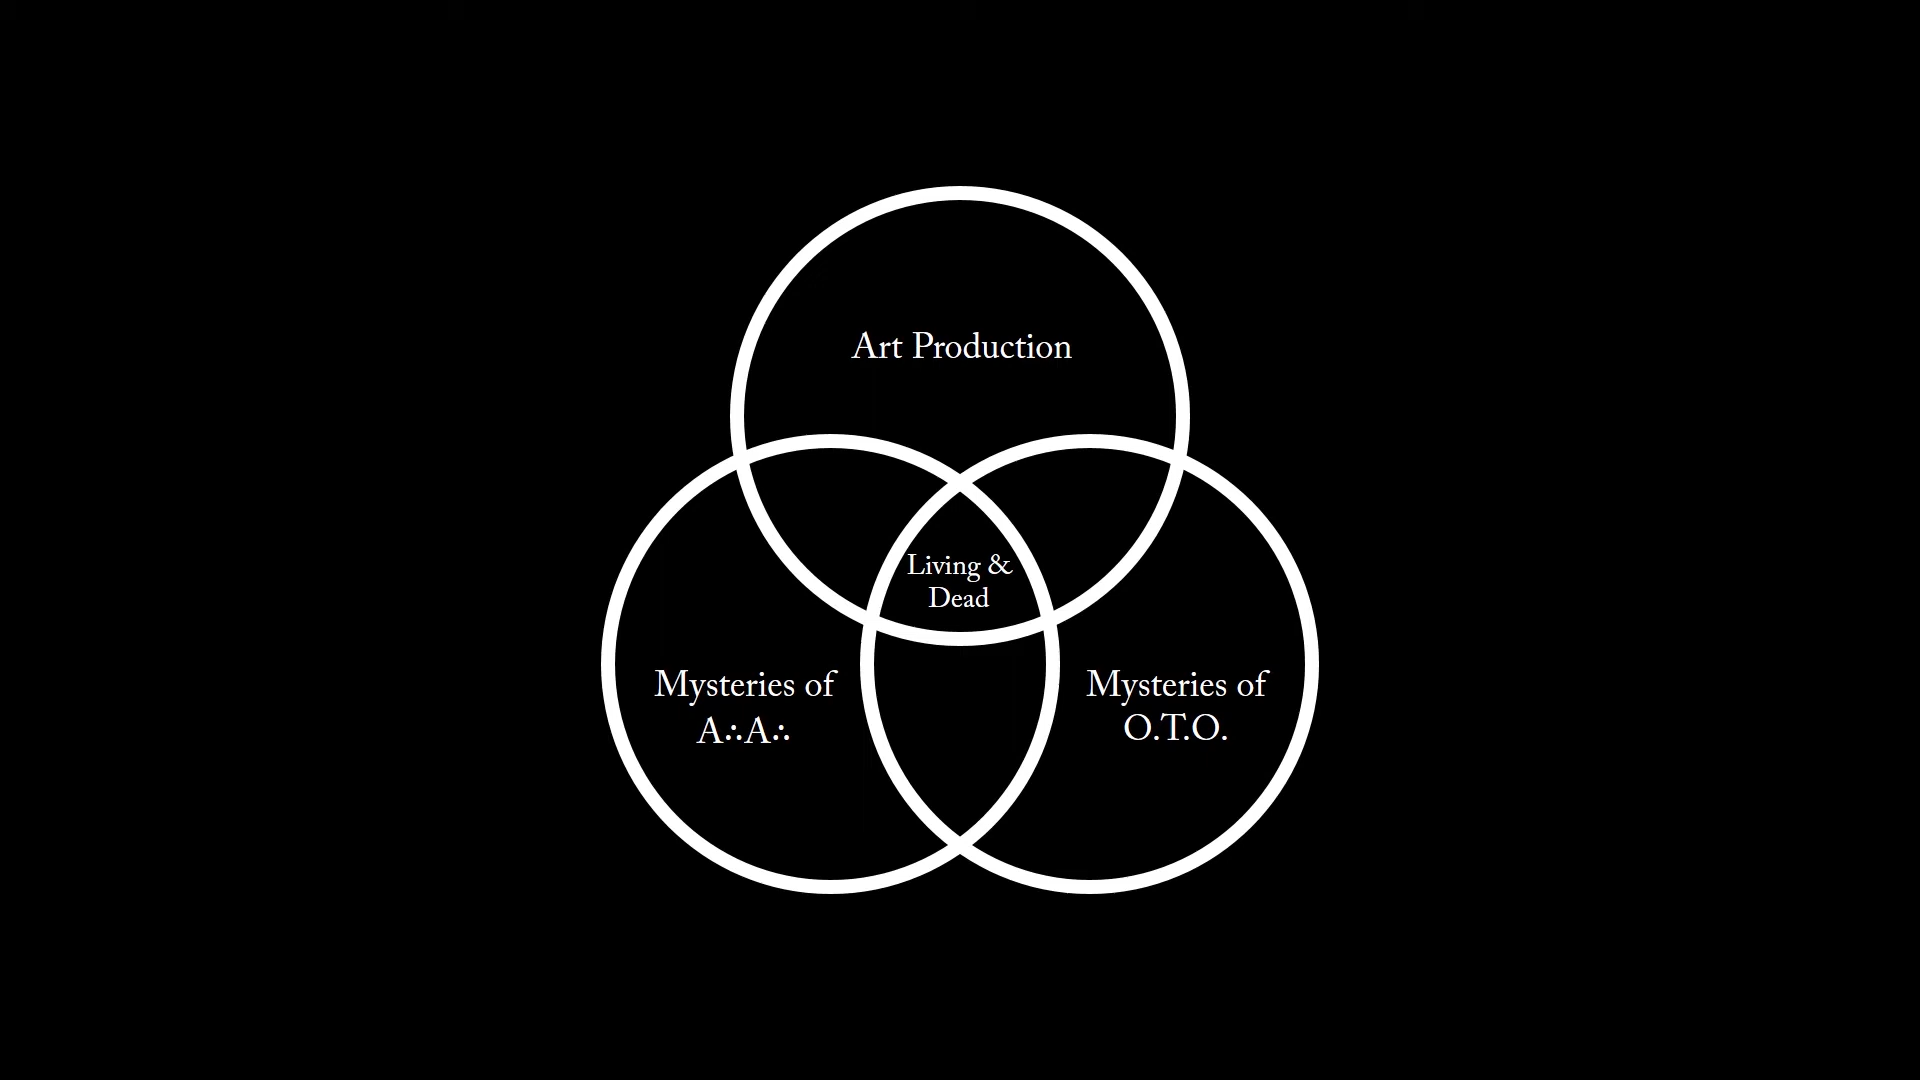 Art Production
Living &
Dead
Mysteries of
A∴A∴
Mysteries of
O.T.O.